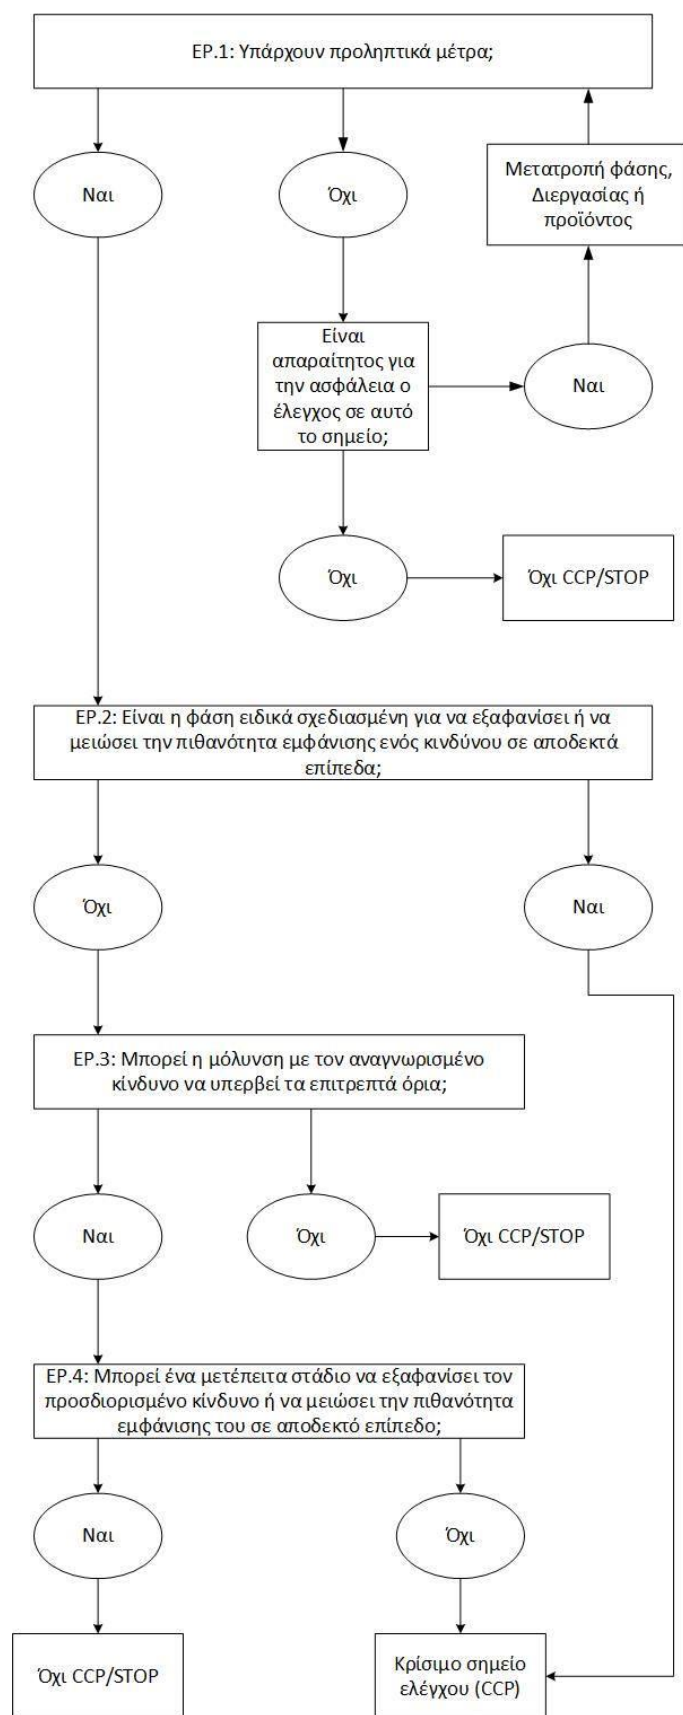 ΕΡ.1: Υπάρχουν προληπτικά μέτρα;
Ναι
Όχι
Μετατροπή φάσης,
Διεργασίας ή
προϊόντος
Είναι
απαραίτητος για
την ασφάλεια ο
έλεγχος σε αυτό
το σημείο;
Ναι
Όχι
Όχι CCP/STOP
ΕΡ.2: Είναι η φάση ειδικά σχεδιασμένη για να εξαφανίσει ή να
μειώσει την πιθανότητα εμφάνισης ενός κινδύνου σε αποδεκτά
επίπεδα;
Όχι
Ναι
ΕΡ.3: Μπορεί η μόλυνση με τον αναγνωρισμένο
κίνδυνο να υπερβεί τα επιτρεπτά όρια;
Ναι
Όχι
Όχι CCP/STOP
ΕΡ.4: Μπορεί ένα μετέπειτα στάδιο να εξαφανίσει τον
προσδιορισμένο κίνδυνο ή να μειώσει την πιθανότητα
εμφάνισης του σε αποδεκτό επίπεδο;
Ναι
Όχι
Όχι CCP/STOP
Κρίσιμο σημείο
ελέγχου (CCP)